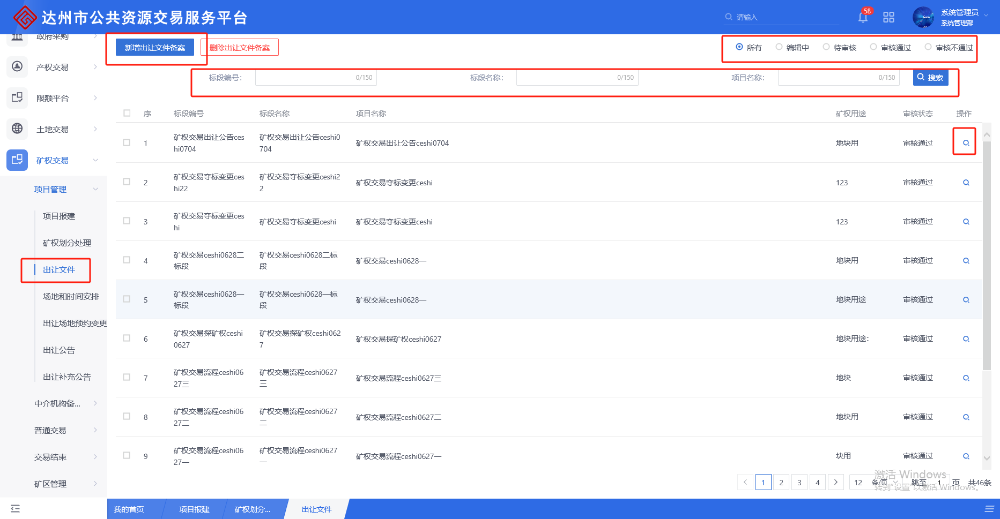 达州市公共资源交易服务平台
请输入
58
系统管理员
系统管理部
政府采购
产权交易
限额平台
土地交易
矿权交易
项目管理
项目报建
矿权划分处理
出让文件
场地和时间安排
出让场地预约变更
出让公告
出让补充公告
中介机构备...
普通交易
交易结束
矿区管理
新增出让文件备案
删除出让文件备案
所有
编辑中
待审核
审核通过
审核不通过
标段编号：
0/150
标段名称：
0/150
项目名称：
0/150
搜索
序 标段编号 标段名称 项目名称 矿权用途 审核状态 操作
1 矿权交易出让公告ces 矿权交易出让公告ceshi0 矿权交易出让公告ceshi0704 地块用 审核通过
hi0704 704
2 矿权交易夺标变更ces 矿权交易夺标变更ceshi2 矿权交易夺标变更ceshi 123 审核通过
hi22 2
3 矿权交易夺标变更ces 矿权交易夺标变更ceshi 矿权交易夺标变更ceshi 123 审核通过
hi
4 矿权交易ceshi0628二 矿权交易ceshi0628二标 矿权交易ceshi0628一 地块用 审核通过
标段 段
5 矿权交易ceshi0628一 矿权交易ceshi0628一标 矿权交易ceshi0628一 地块用途 审核通过
标段 段
6 矿权交易探矿权ceshi 矿权交易探矿权ceshi062 矿权交易探矿权ceshi0627 地块用途： 审核通过
0627 7
7 矿权交易流程ceshi06 矿权交易流程ceshi0627 矿权交易流程ceshi0627三 地块 审核通过
27三 三
8 矿权交易流程ceshi06 矿权交易流程ceshi0627 矿权交易流程ceshi0627二 地块用 审核通过
27二 二
9 矿权交易流程ceshi06 矿权交易流程ceshi0627 矿权交易流程ceshi0627一 块用 审核通过
27一 一
1 2 3 4 12 条/页 跳至 1 页 共46条
激活 Windows
转到"设置"以激活 Windows。
我的首页
项目报建
矿权划分...
出让文件